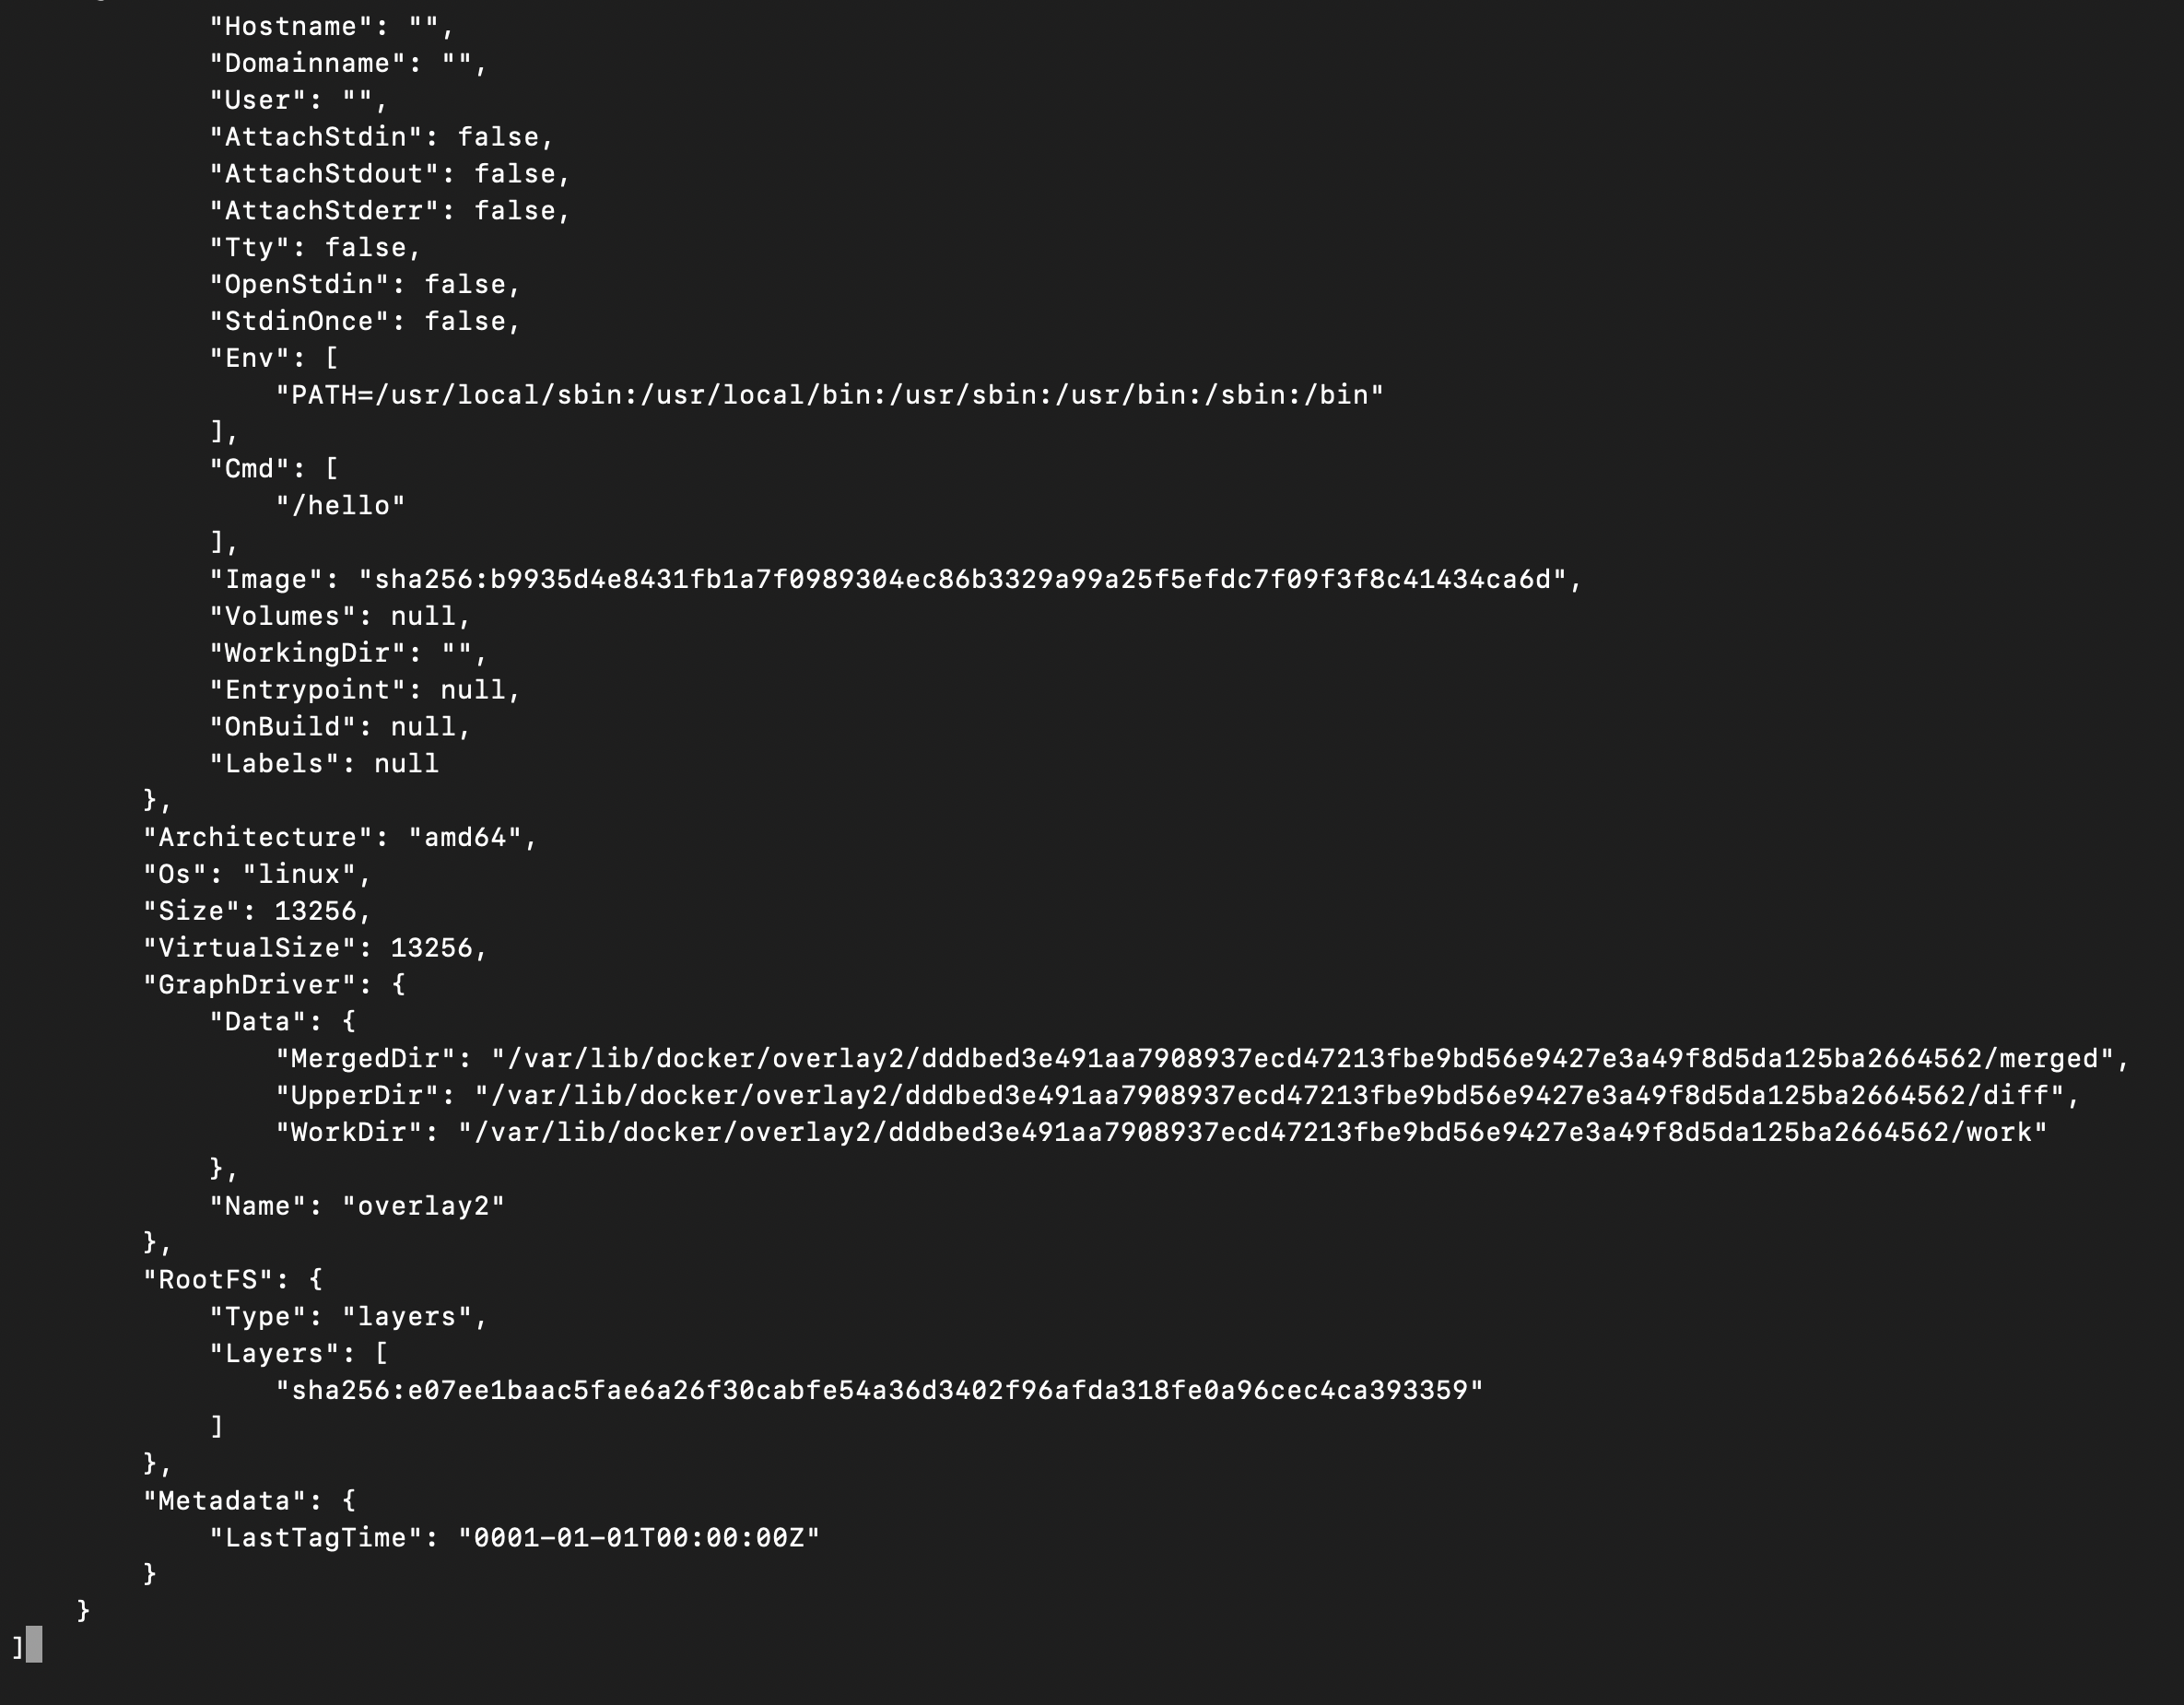 "Hostname": "",
"Domainname": "",
"User": "",
"AttachStdin": false,
"AttachStdout": false,
"AttachStderr": false,
"Tty": false,
"OpenStdin": false,
"StdinOnce": false,
"Env": [
"PATH=/usr/local/sbin:/usr/local/bin:/usr/sbin:/usr/bin:/sbin:/bin"
],
"Cmd": [
"/hello"
],
"Image": "sha256:b9935d4e8431fb1a7f0989304ec86b3329a99a25f5efdc7f09f3f8c41434ca6d",
"Volumes": null,
"WorkingDir": "",
"Entrypoint": null,
"OnBuild": null,
"Labels": null
},
"Architecture": "amd64",
"Os": "linux",
"Size": 13256,
"VirtualSize": 13256,
"GraphDriver": {
"Data": {
"MergedDir": "/var/lib/docker/overlay2/dddbed3e491aa7908937ecd47213fbe9bd56e9427e3a49f8d5da125ba2664562/merged",
"UpperDir": "/var/lib/docker/overlay2/dddbed3e491aa7908937ecd47213fbe9bd56e9427e3a49f8d5da125ba2664562/diff",
"WorkDir": "/var/lib/docker/overlay2/dddbed3e491aa7908937ecd47213fbe9bd56e9427e3a49f8d5da125ba2664562/work"
},
"Name": "overlay2"
},
"RootFS": {
"Type": "layers",
"Layers": [
"sha256:e07ee1baac5fae6a26f30cabfe54a36d3402f96afda318fe0a96cec4ca393359"
]
},
"Metadata": {
"LastTagTime": "0001-01-01T00:00:00Z"
}
}
]